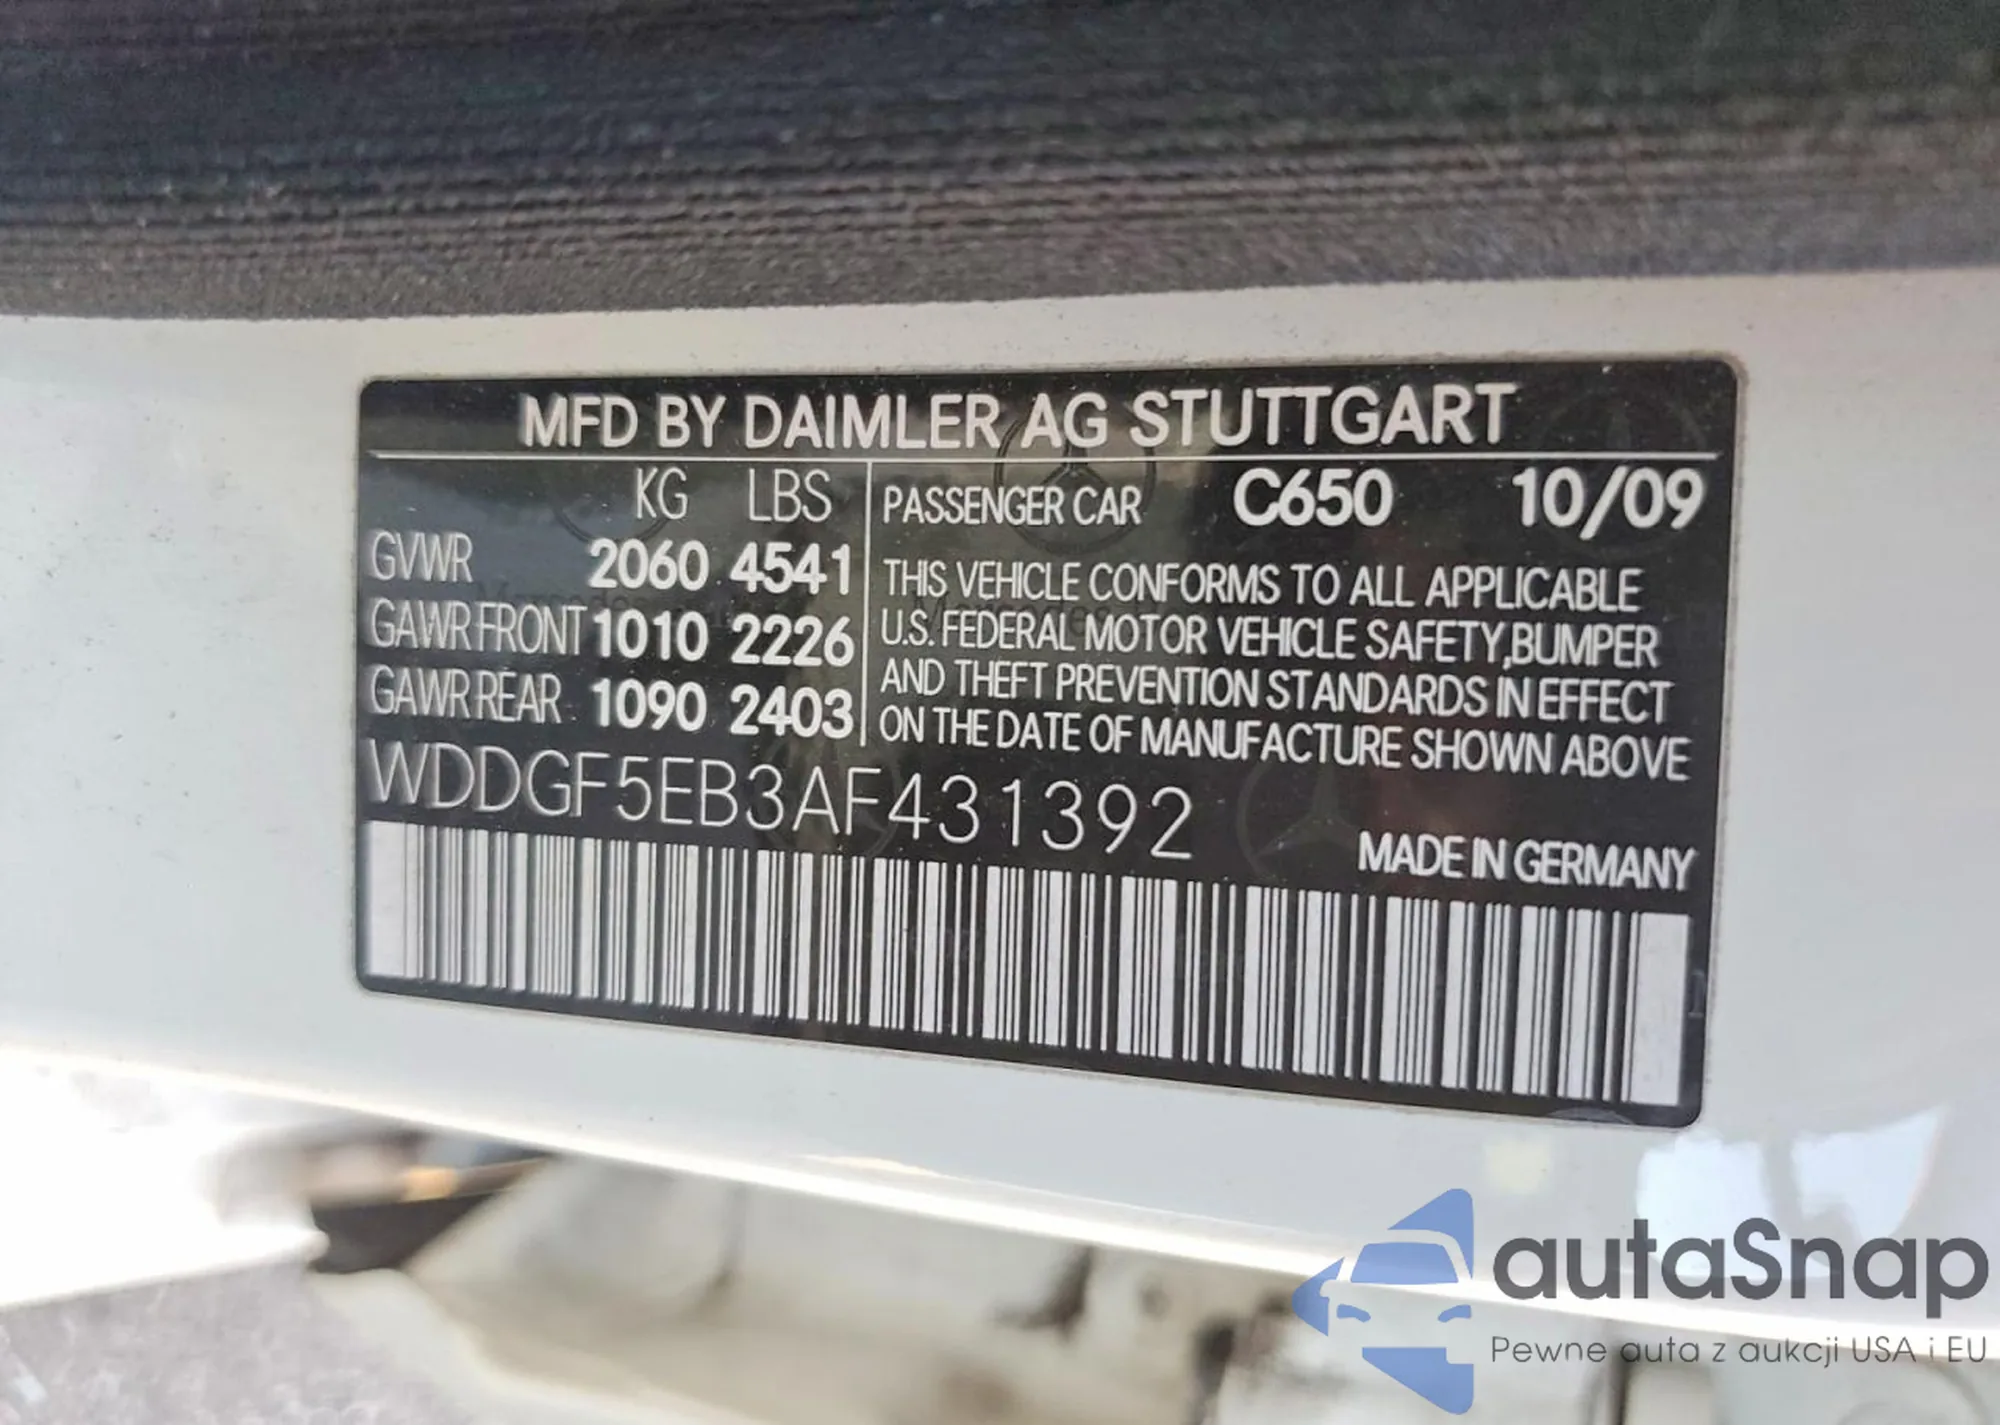 MFD BY DAIMLER AG STUTTGART
KG LBS
GVWR 2060 4541
GAWR FRONT 1010 2226
GAWR REAR 1090 2403
PASSENGER CAR C650 10/09
THIS VEHICLE CONFORMS TO ALL APPLICABLE
U.S. FEDERAL MOTOR VEHICLE SAFETY,BUMPER
AND THEFT PREVENTION STANDARDS IN EFFECT
ON THE DATE OF MANUFACTURE SHOWN ABOVE
WDDGF5EB3AF431392
MADE IN GERMANY
autaSnap
Pewne auta z aukcji USA i EU